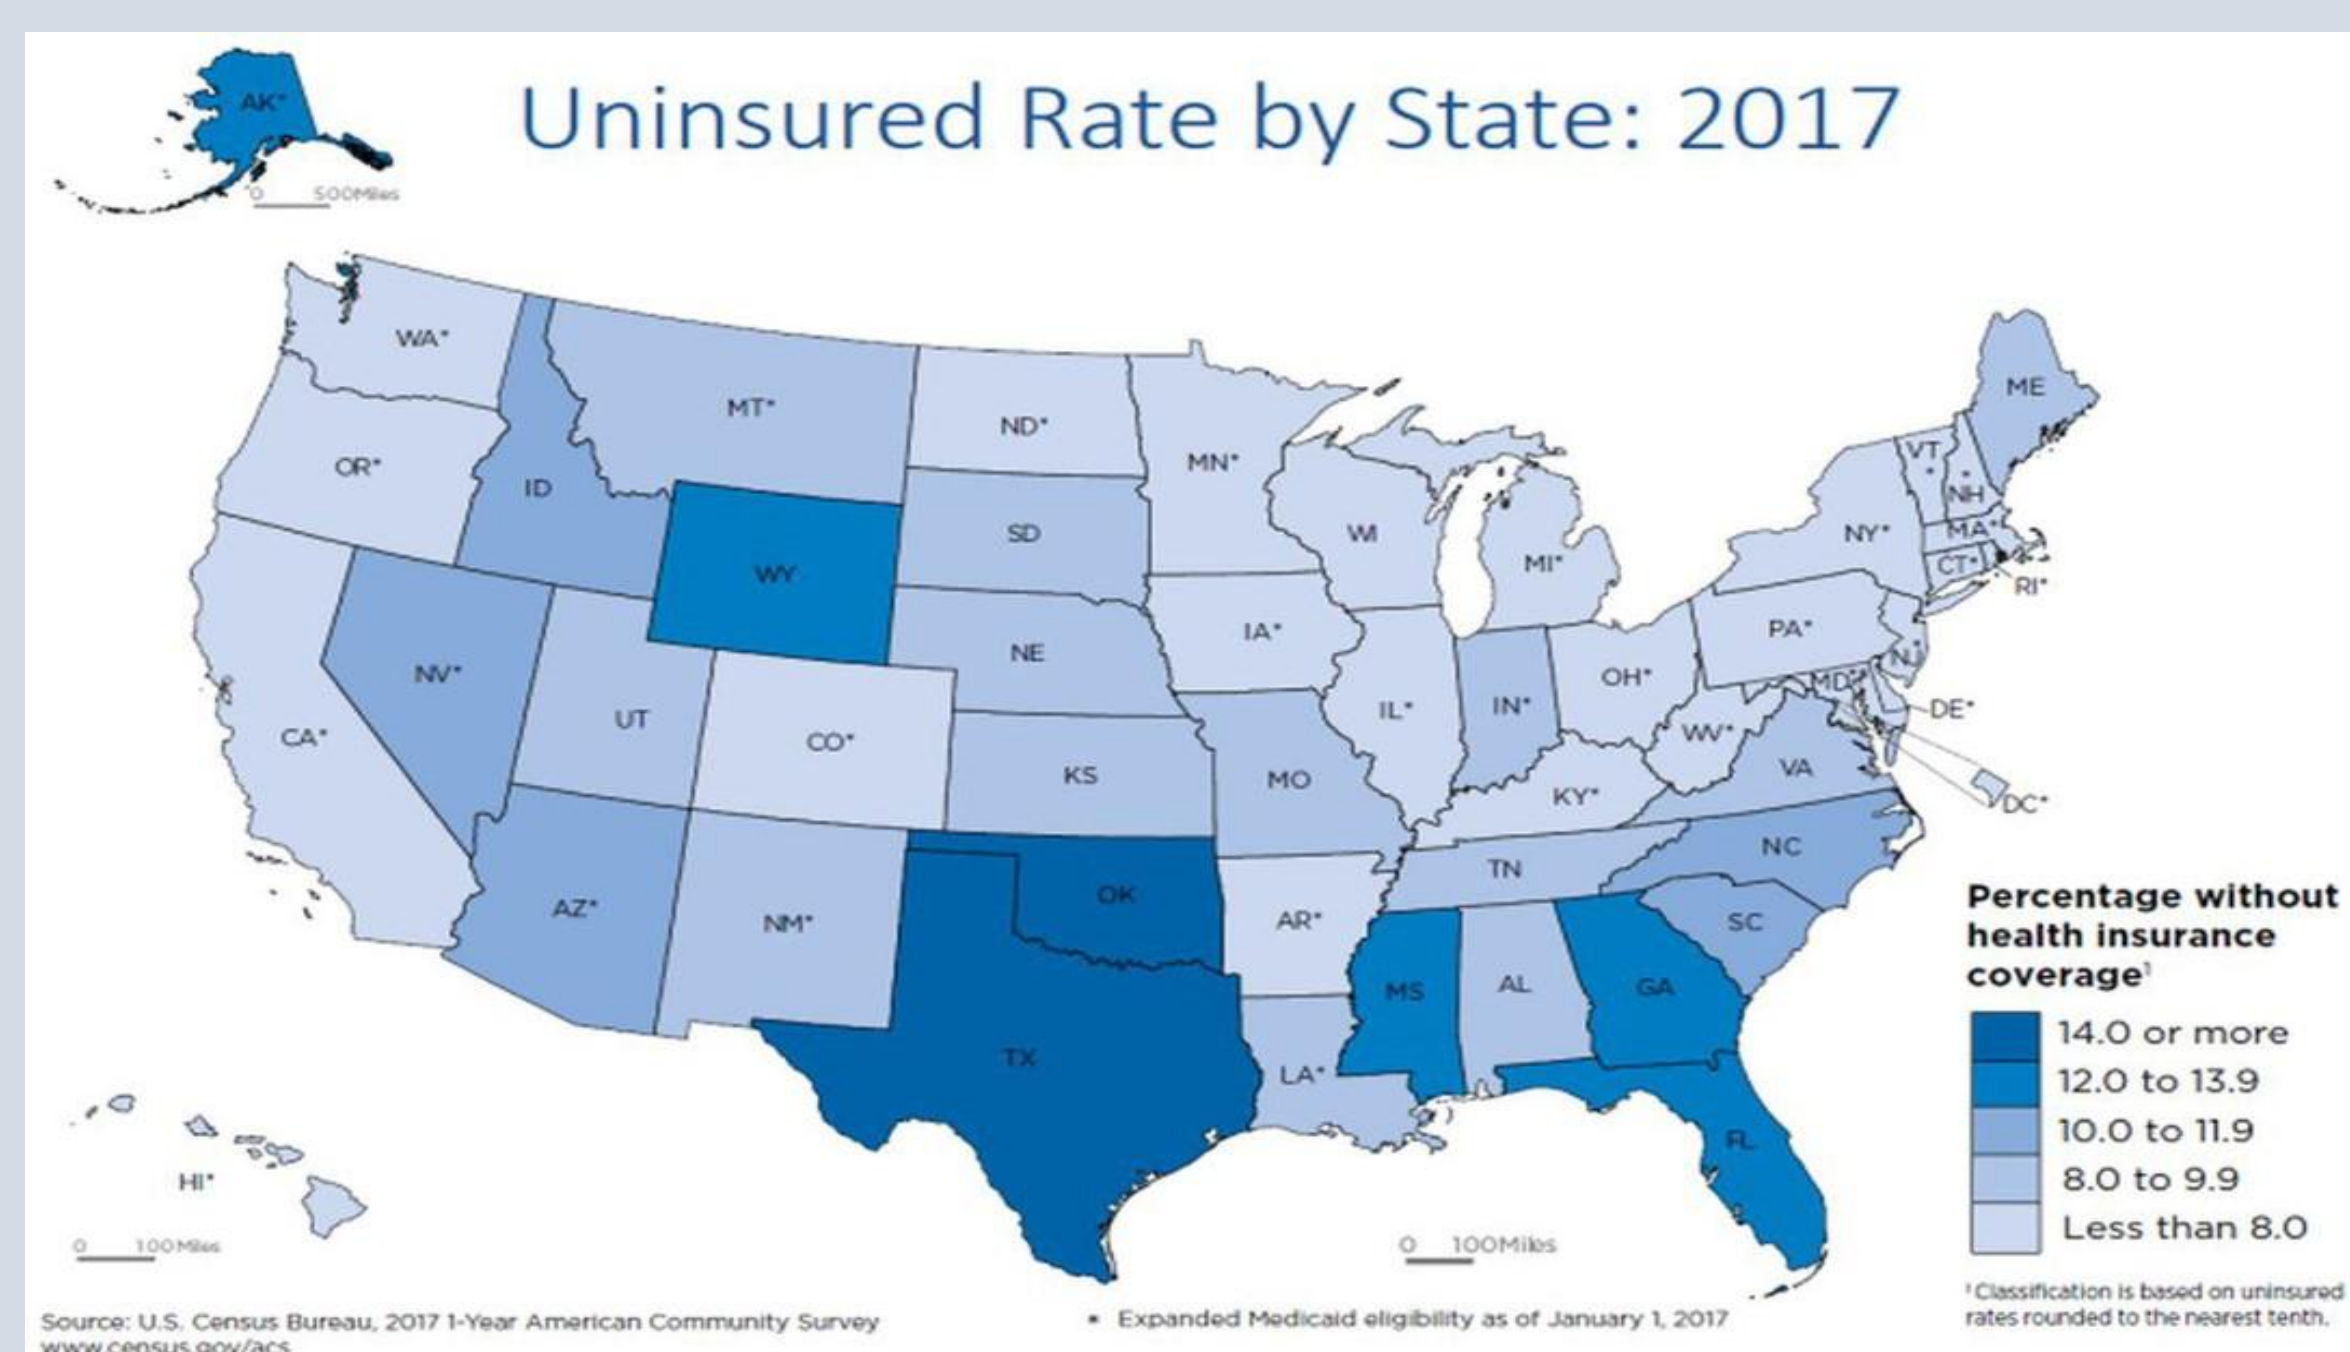 Uninsured Rate by State: 2017
AK*
0 500Miles
WA*
MT*
ND*
MN*
ME
VT
*
*
NH
OR*
ID
SD
WI
MI*
NY*
MA*
CT*
RI*
WY
IA*
NE
PA*
NJ*
NV*
UT
CO*
IL*
IN*
OH*
MD*
DE*
CA*
KS
MO
WV*
VA
KY*
DC*
NC
TN
AZ*
NM*
OK
AR*
SC
MS
AL
GA
TX
LA*
FL
HI*
0 100Miles
0 100Miles
Percentage without
health insurance
coverage¹
14.0 or more
12.0 to 13.9
10.0 to 11.9
8.0 to 9.9
Less than 8.0
¹ Classification is based on uninsured
rates rounded to the nearest tenth.
Source: U.S. Census Bureau, 2017 1-Year American Community Survey
www.census.gov/acs
* Expanded Medicaid eligibility as of January 1, 2017